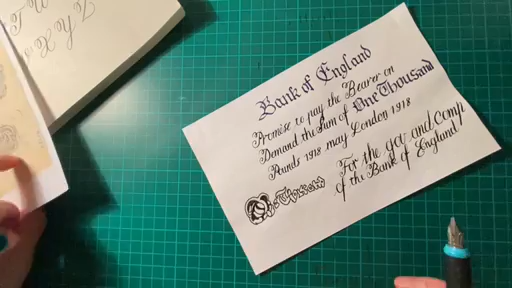 Bank of England
Promise to pay the Bearer on
Demand the Sum of One Thousand
Pounds 1918 may London 1918
For the gov and Comp
of the Bank of England
The